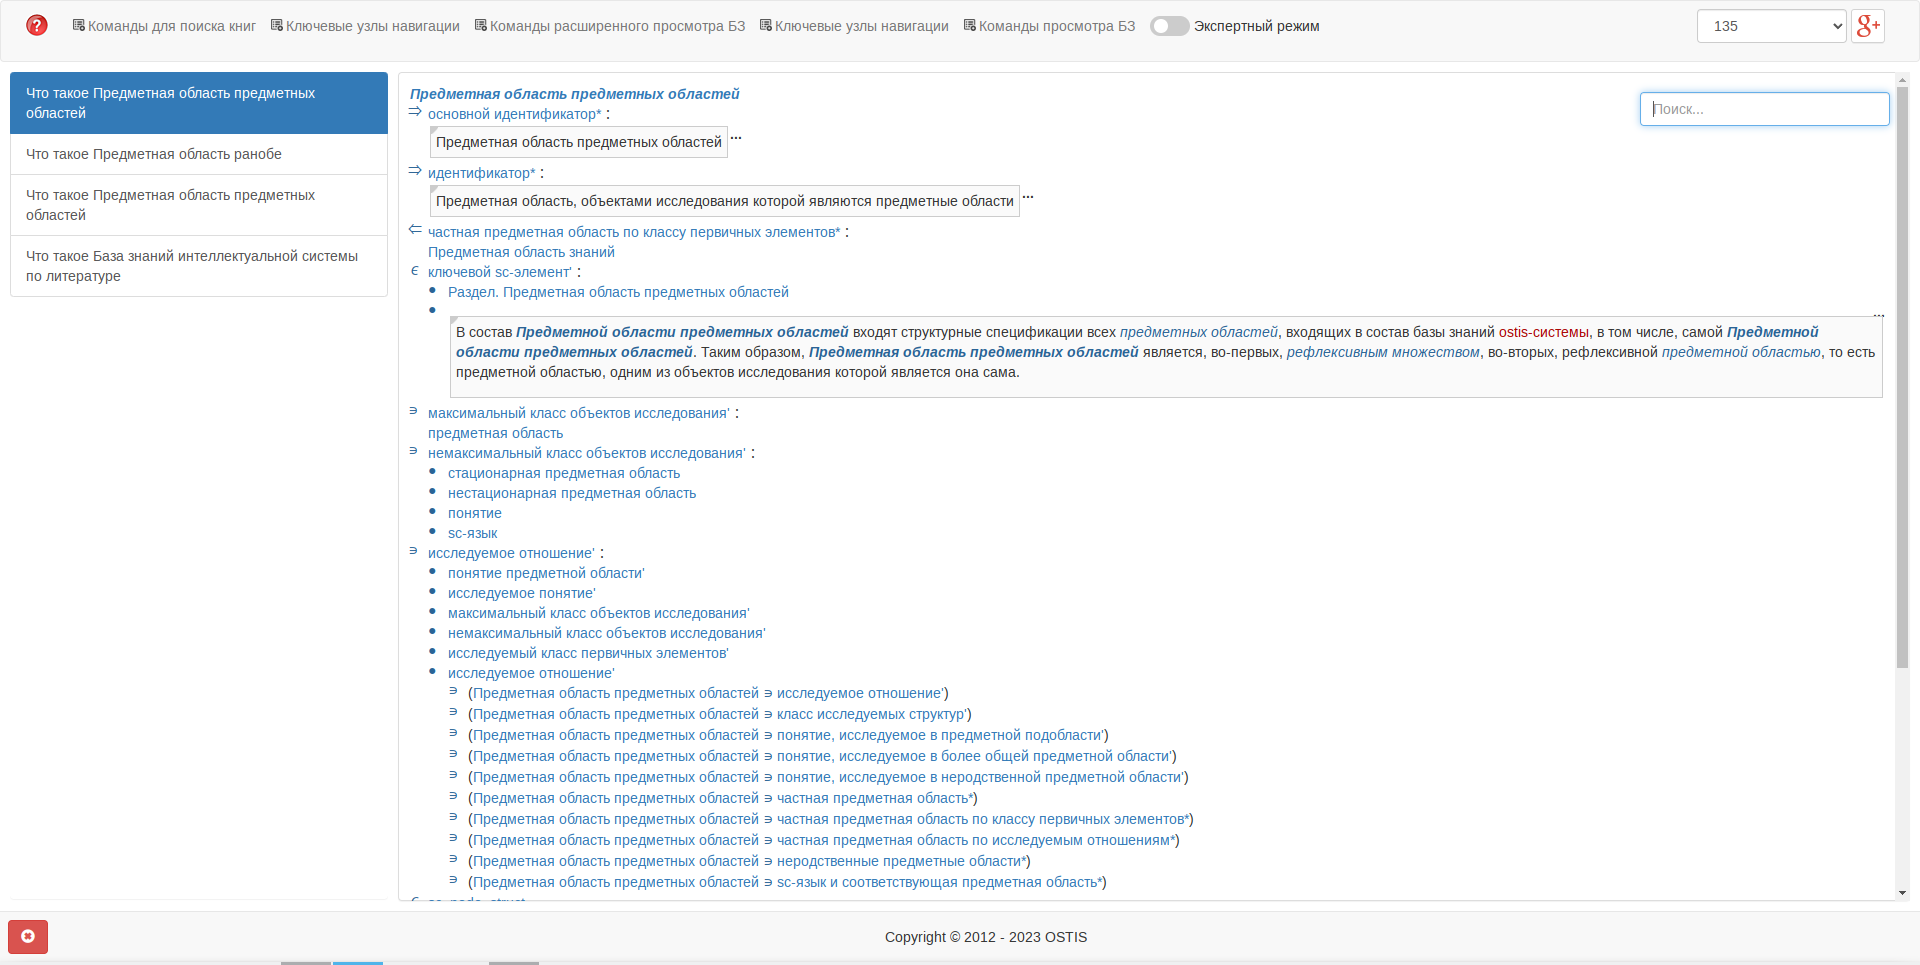 Команды для поиска книг Ключевые узлы навигации Команды расширенного просмотра БЗ Ключевые узлы навигации Команды просмотра БЗ Экспертный режим 135
Что такое Предметная область предметных
областей
Что такое Предметная область ранобе
Что такое Предметная область предметных
областей
Что такое База знаний интеллектуальной системы
по литературе
Поиск...
Предметная область предметных областей
⇒ основной идентификатор* :
Предметная область предметных областей ...
⇒ идентификатор* :
Предметная область, объектами исследования которой являются предметные области ...
⇐ частная предметная область по классу первичных элементов* :
Предметная область знаний
∈ ключевой sc-элемент' :
• Раздел. Предметная область предметных областей
•
...
В состав Предметной области предметных областей входят структурные спецификации всех предметных областей, входящих в состав базы знаний ostis-системы, в том числе, самой Предметной
области предметных областей. Таким образом, Предметная область предметных областей является, во-первых, рефлексивным множеством, во-вторых, рефлексивной предметной областью, то есть
предметной областью, одним из объектов исследования которой является она сама.
∋ максимальный класс объектов исследования' :
предметная область
∋ немаксимальный класс объектов исследования' :
• стационарная предметная область
• нестационарная предметная область
• понятие
• sc-язык
∋ исследуемое отношение' :
• понятие предметной области'
• исследуемое понятие'
• максимальный класс объектов исследования'
• немаксимальный класс объектов исследования'
• исследуемый класс первичных элементов'
• исследуемое отношение'
∋ (Предметная область предметных областей ∋ исследуемое отношение')
∋ (Предметная область предметных областей ∋ класс исследуемых структур')
∋ (Предметная область предметных областей ∋ понятие, исследуемое в предметной подобласти')
∋ (Предметная область предметных областей ∋ понятие, исследуемое в более общей предметной области')
∋ (Предметная область предметных областей ∋ понятие, исследуемое в неродственной предметной области')
∋ (Предметная область предметных областей ∋ частная предметная область*)
∋ (Предметная область предметных областей ∋ частная предметная область по классу первичных элементов*)
∋ (Предметная область предметных областей ∋ частная предметная область по исследуемым отношениям*)
∋ (Предметная область предметных областей ∋ неродственные предметные области*)
∋ (Предметная область предметных областей ∋ sc-язык и соответствующая предметная область*)
Copyright © 2012 - 2023 OSTIS